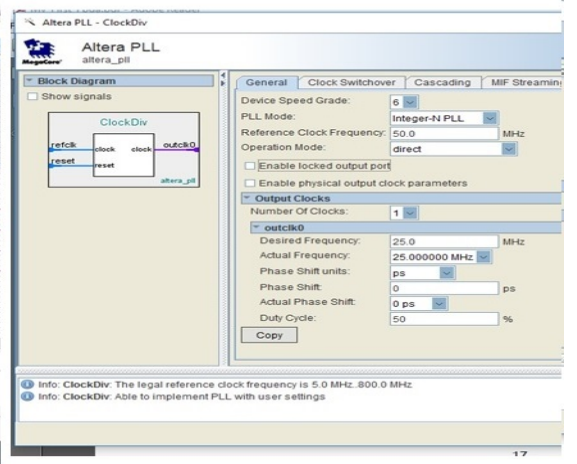 Altera PLL - ClockDiv
MegaCore®
Altera PLL
altera_pll
Block Diagram
Show signals
ClockDiv
refclk
clock
clock
outclk0
reset
reset
altera_pll
General
Clock Switchover
Cascading
MIF Streaming
Device Speed Grade:
6
PLL Mode:
Integer-N PLL
Reference Clock Frequency:
50.0
MHz
Operation Mode:
direct
Enable locked output port
Enable physical output clock parameters
Output Clocks
Number Of Clocks:
1
outclk0
Desired Frequency:
25.0
MHz
Actual Frequency:
25.000000 MHz
Phase Shift units:
ps
Phase Shift:
0
ps
Actual Phase Shift:
0 ps
Duty Cycle:
50
%
Copy
Info: ClockDiv: The legal reference clock frequency is 5.0 MHz..800.0 MHz
Info: ClockDiv: Able to implement PLL with user settings
17